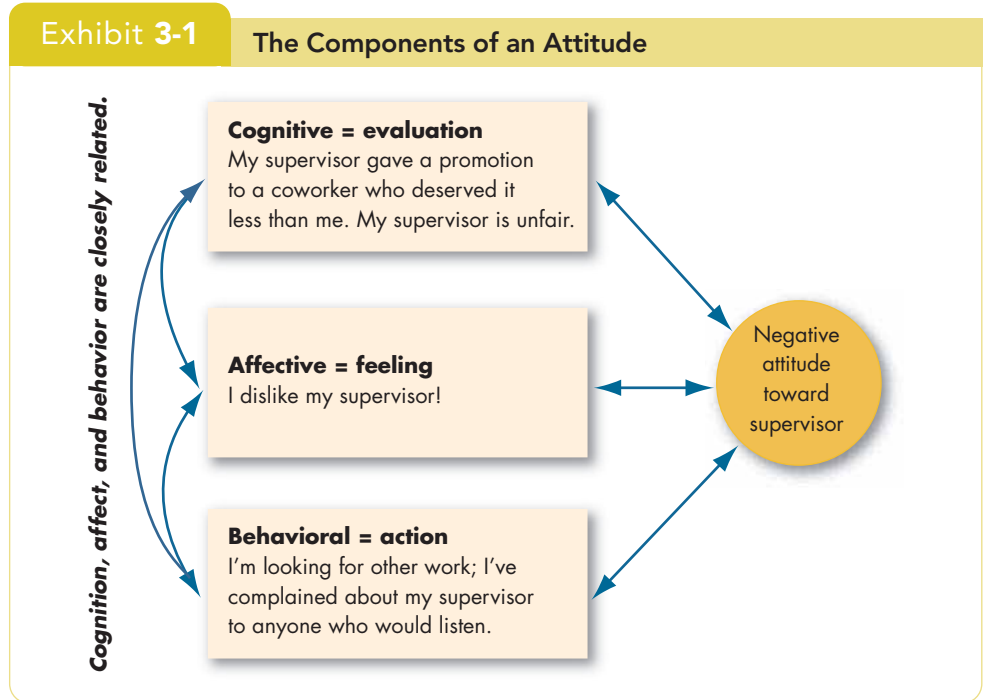 Exhibit 3-1
The Components of an Attitude
Cognition, affect, and behavior are closely related.
Cognitive = evaluation
My supervisor gave a promotion
to a coworker who deserved it
less than me. My supervisor is unfair.
Affective = feeling
I dislike my supervisor!
Behavioral = action
I'm looking for other work; I've
complained about my supervisor
to anyone who would listen.
Negative
attitude
toward
supervisor